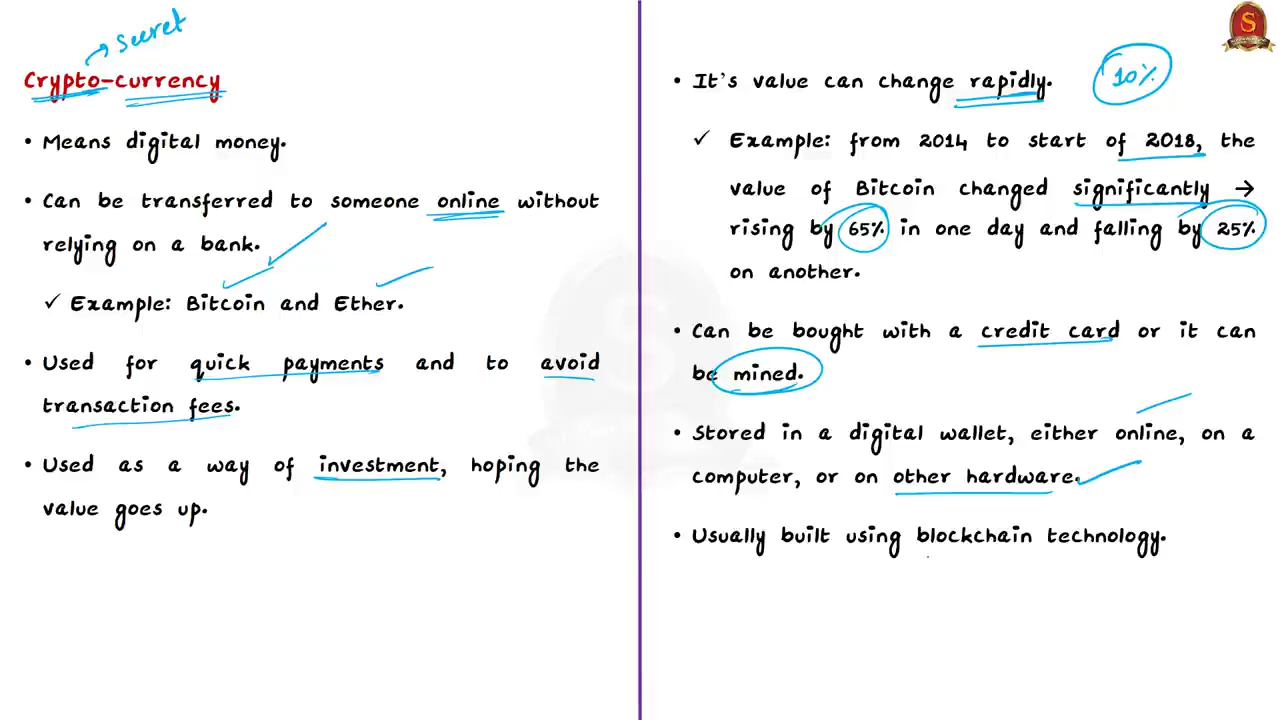 Secret
Crypto-currency
• Means digital money.
• Can be transferred to someone online without
relying on a bank.
✓ Example: Bitcoin and Ether.
• Used for quick payments and to avoid
transaction fees.
• Used as a way of investment, hoping the
value goes up.
S
• It's value can change rapidly.
10%
✓ Example: from 2014 to start of 2018, the
value of Bitcoin changed significantly →
rising by 65% in one day and falling by 25%
on another.
• Can be bought with a credit card or it can
be mined.
• Stored in a digital wallet, either online, on a
computer, or on other hardware.
• Usually built using blockchain technology.